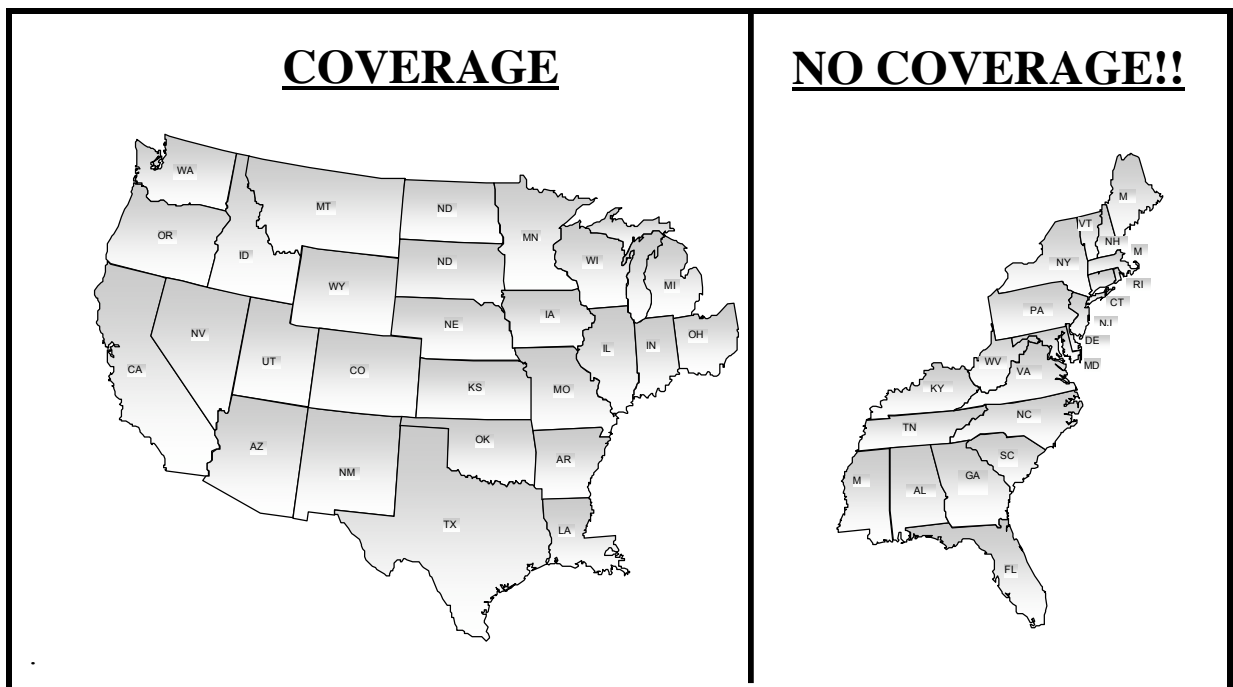 COVERAGE
WA
MT
ND
MN
OR
ID
ND
WI
WY
MI
NE
IA
NV
OH
UT
CO
IL
IN
CA
KS
MO
OK
AZ
AR
NM
TX
LA
NO COVERAGE!!
M
VT
NH
M
NY
RI
CT
PA
N.I
DE
WV
MD
VA
KY
NC
TN
SC
M
GA
AL
FL